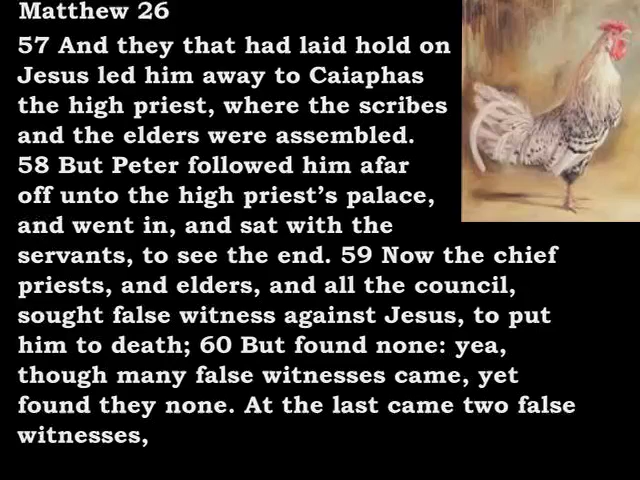 Matthew 26
57 And they that had laid hold on
Jesus led him away to Caiaphas
the high priest, where the scribes
and the elders were assembled.
58 But Peter followed him afar
off unto the high priest’s palace,
and went in, and sat with the
servants, to see the end. 59 Now the chief
priests, and elders, and all the council,
sought false witness against Jesus, to put
him to death; 60 But found none: yea,
though many false witnesses came, yet
found they none. At the last came two false
witnesses,